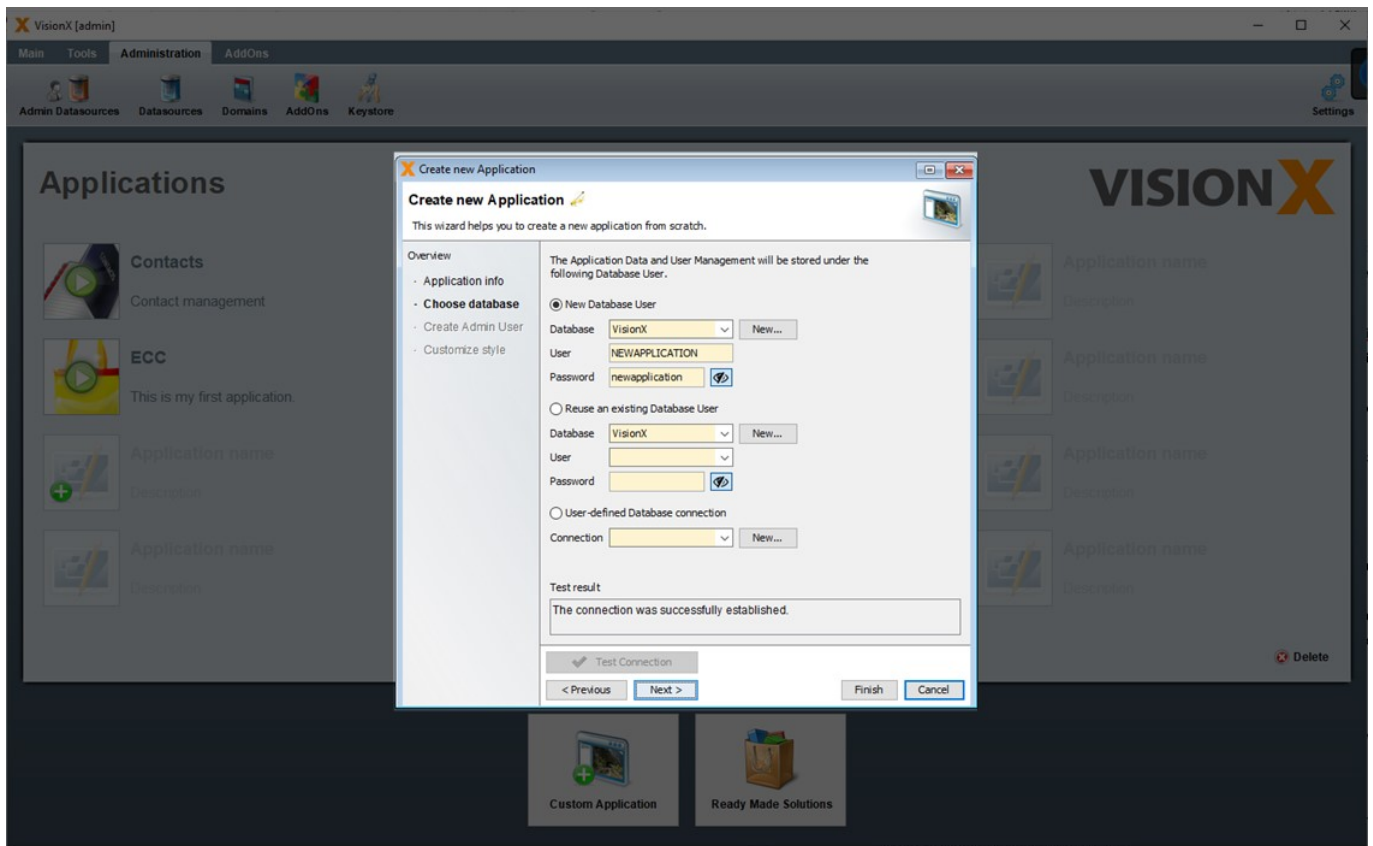 VisionX [admin]
Main Tools Administration AddOns
Admin Datasources Datasources Domains AddOns Keystore Settings
Applications
VISIONX
Contacts
Contact management
ECC
This is my first application.
Application name
Description
Application name
Description
Application name
Description
Application name
Description
Application name
Description
Application name
Description
Delete
Create new Application
Create new Application
This wizard helps you to create a new application from scratch.
Overview
· Application info
· Choose database
· Create Admin User
· Customize style
The Application Data and User Management will be stored under the
following Database User.
New Database User
Database VisionX New...
User NEWAPPLICATION
Password newapplication
Reuse an existing Database User
Database VisionX New...
User
Password
User-defined Database connection
Connection New...
Test result
The connection was successfully established.
Test Connection
< Previous Next > Finish Cancel
Custom Application Ready Made Solutions